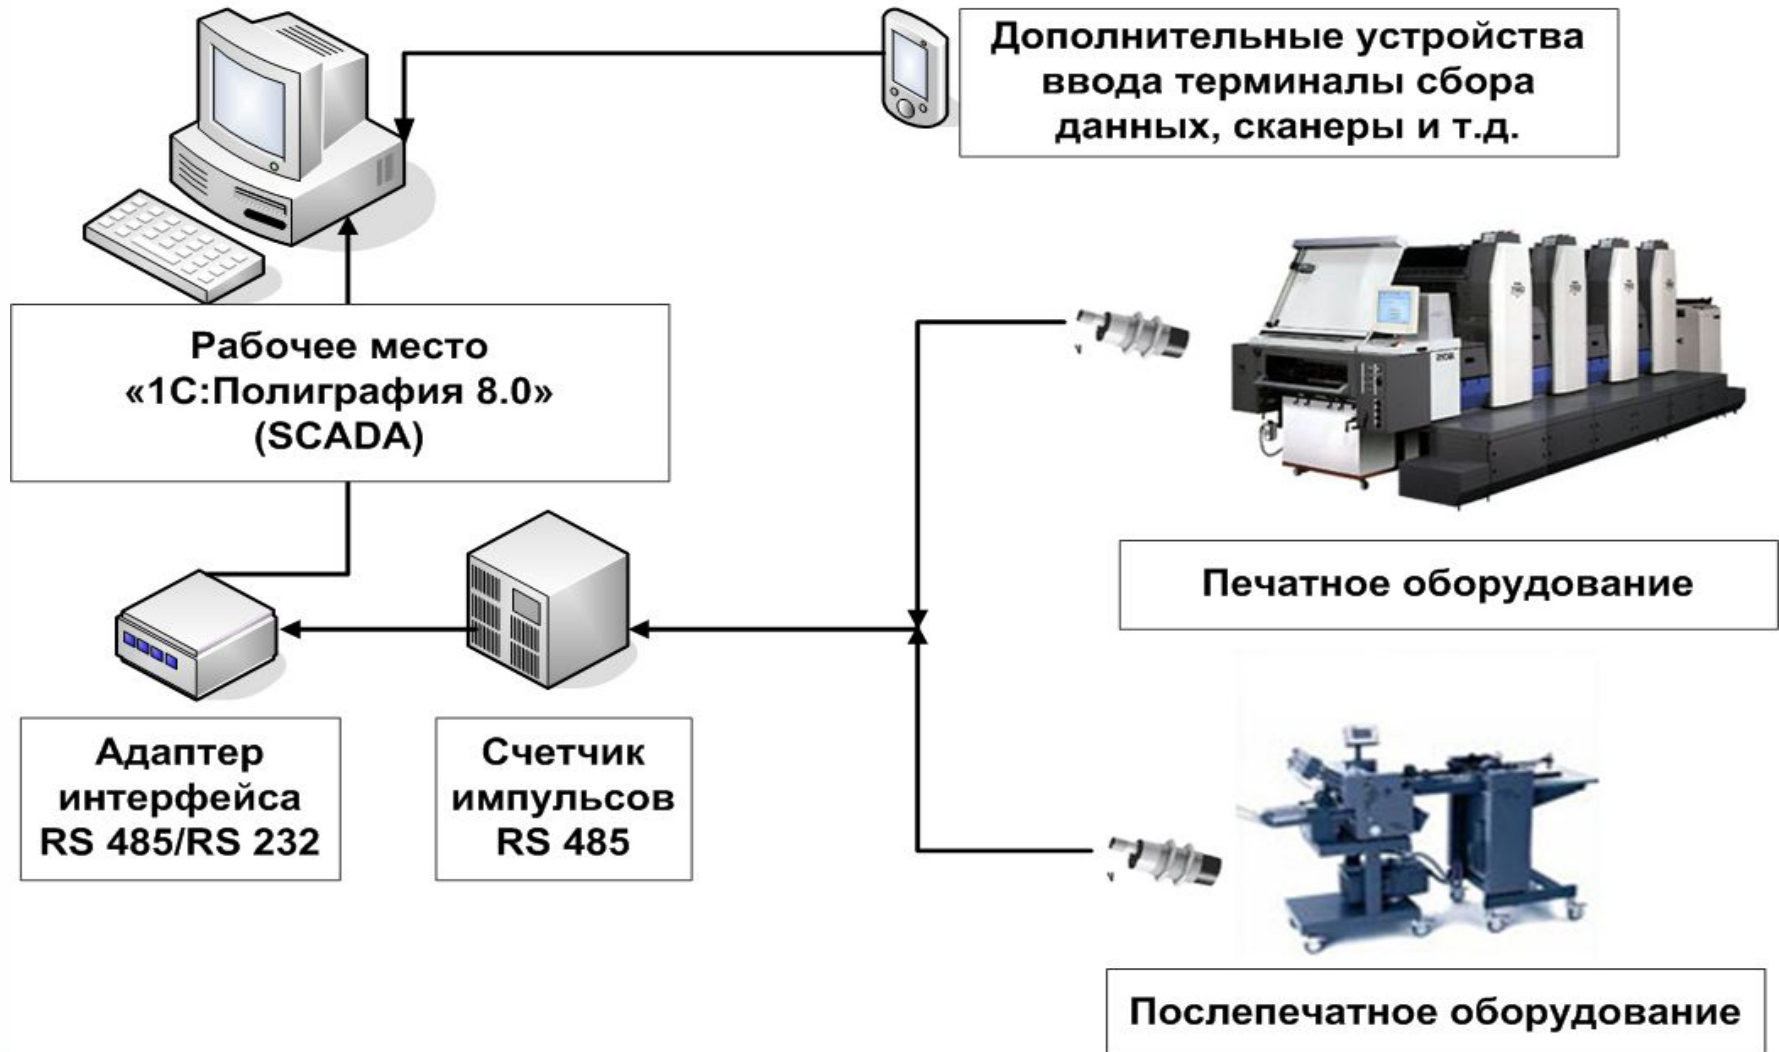 Дополнительные устройства
ввода терминалы сбора
данных, сканеры и т.д.
Рабочее место
«1С:Полиграфия 8.0»
(SCADA)
Печатное оборудование
Адаптер
интерфейса
RS 485/RS 232
Счетчик
импульсов
RS 485
Послепечатное оборудование